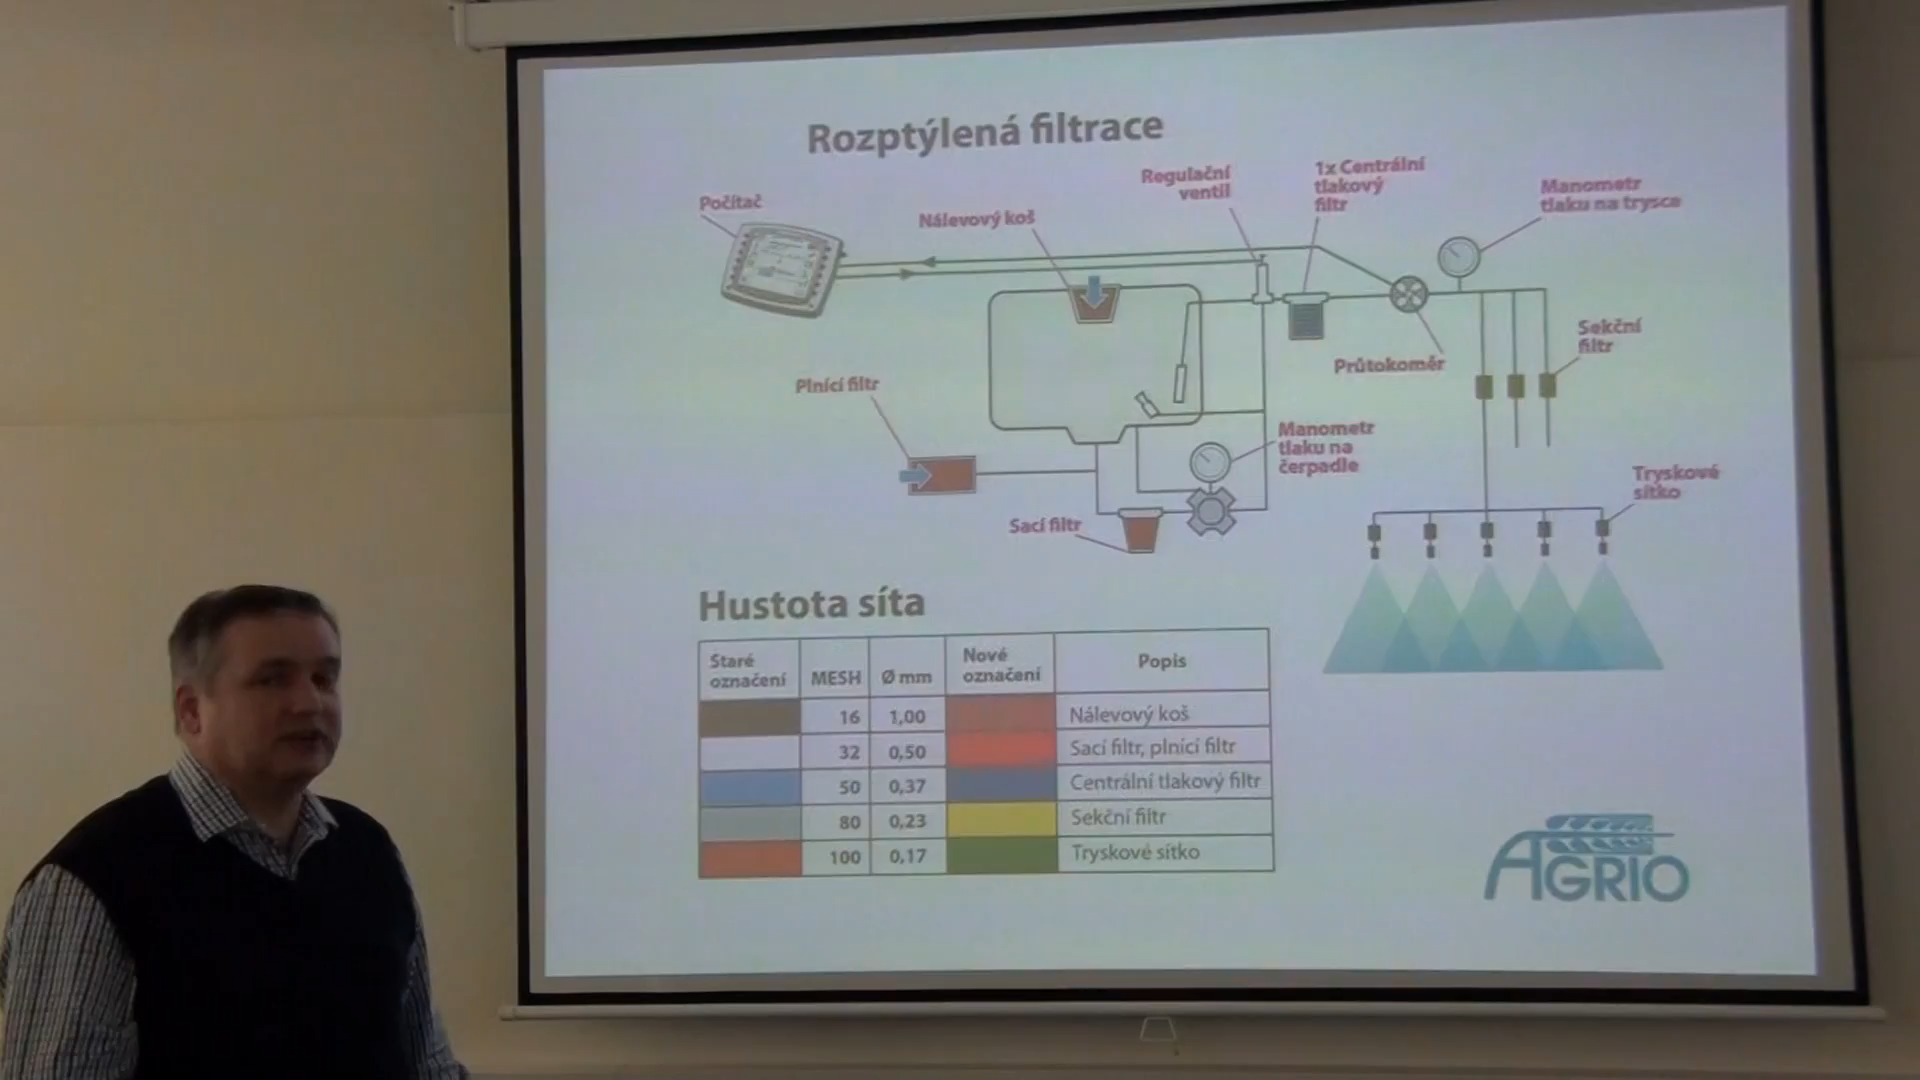 Rozptýlená filtrace
Počítač
Nálevový koš
Regulační
ventil
1x Centrální
tlakový
filtr
Manometr
tlaku na trysce
Průtokoměr
Sekční
filtr
Plnící filtr
Manometr
tlaku na
čerpadle
Tryskové
sítko
Sací filtr
Hustota síta
Staré označení MESH Ø mm Nové označení Popis
16 1,00 Nálevový koš
32 0,50 Sací filtr, plnící filtr
50 0,37 Centrální tlakový filtr
80 0,23 Sekční filtr
100 0,17 Tryskové sítko
AGRIO